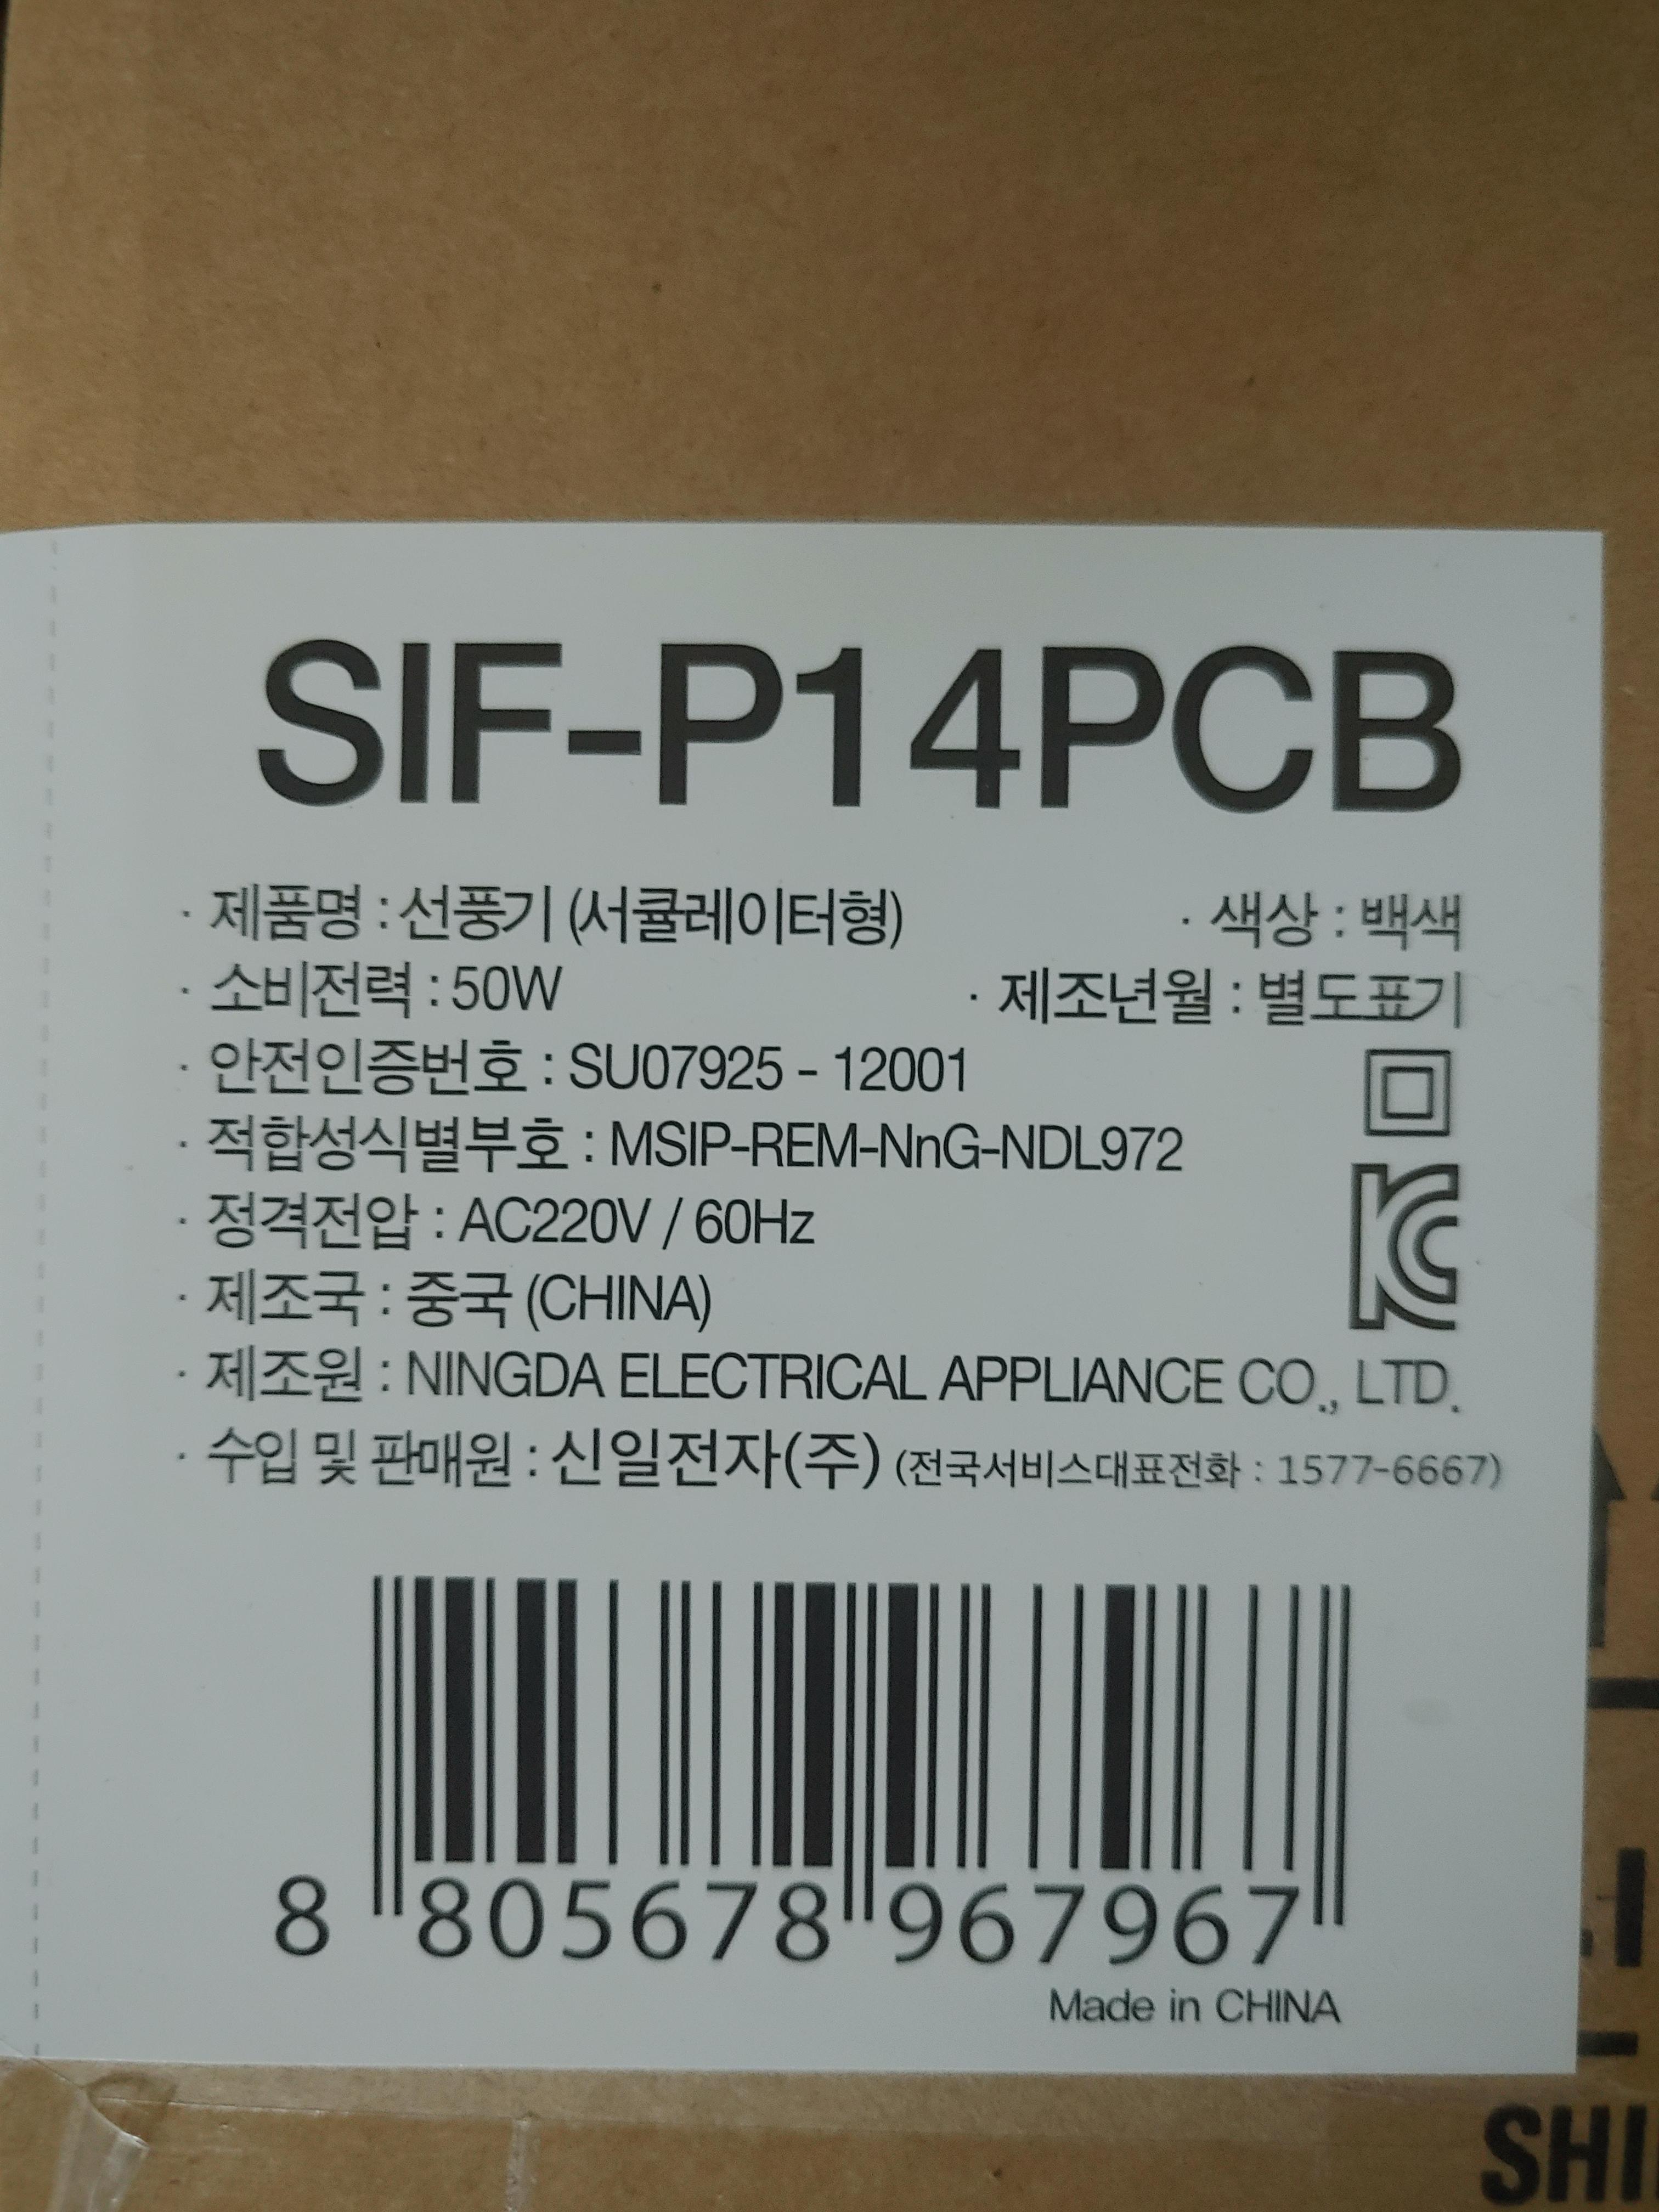 SIF-P14PCB
· 제품명 : 선풍기 (서큘레이터형) · 색상 : 백색
· 소비전력 : 50W · 제조년월 : 별도표기
· 안전인증번호 : SU07925 - 12001
· 적합성식별부호 : MSIP-REM-NnG-NDL972
· 정격전압 : AC220V / 60Hz
· 제조국 : 중국 (CHINA)
· 제조원 : NINGDA ELECTRICAL APPLIANCE CO., LTD.
· 수입 및 판매원 : 신일전자(주) (전국서비스대표전화 : 1577-6667)
8 805678 967967
Made in CHINA
SHI